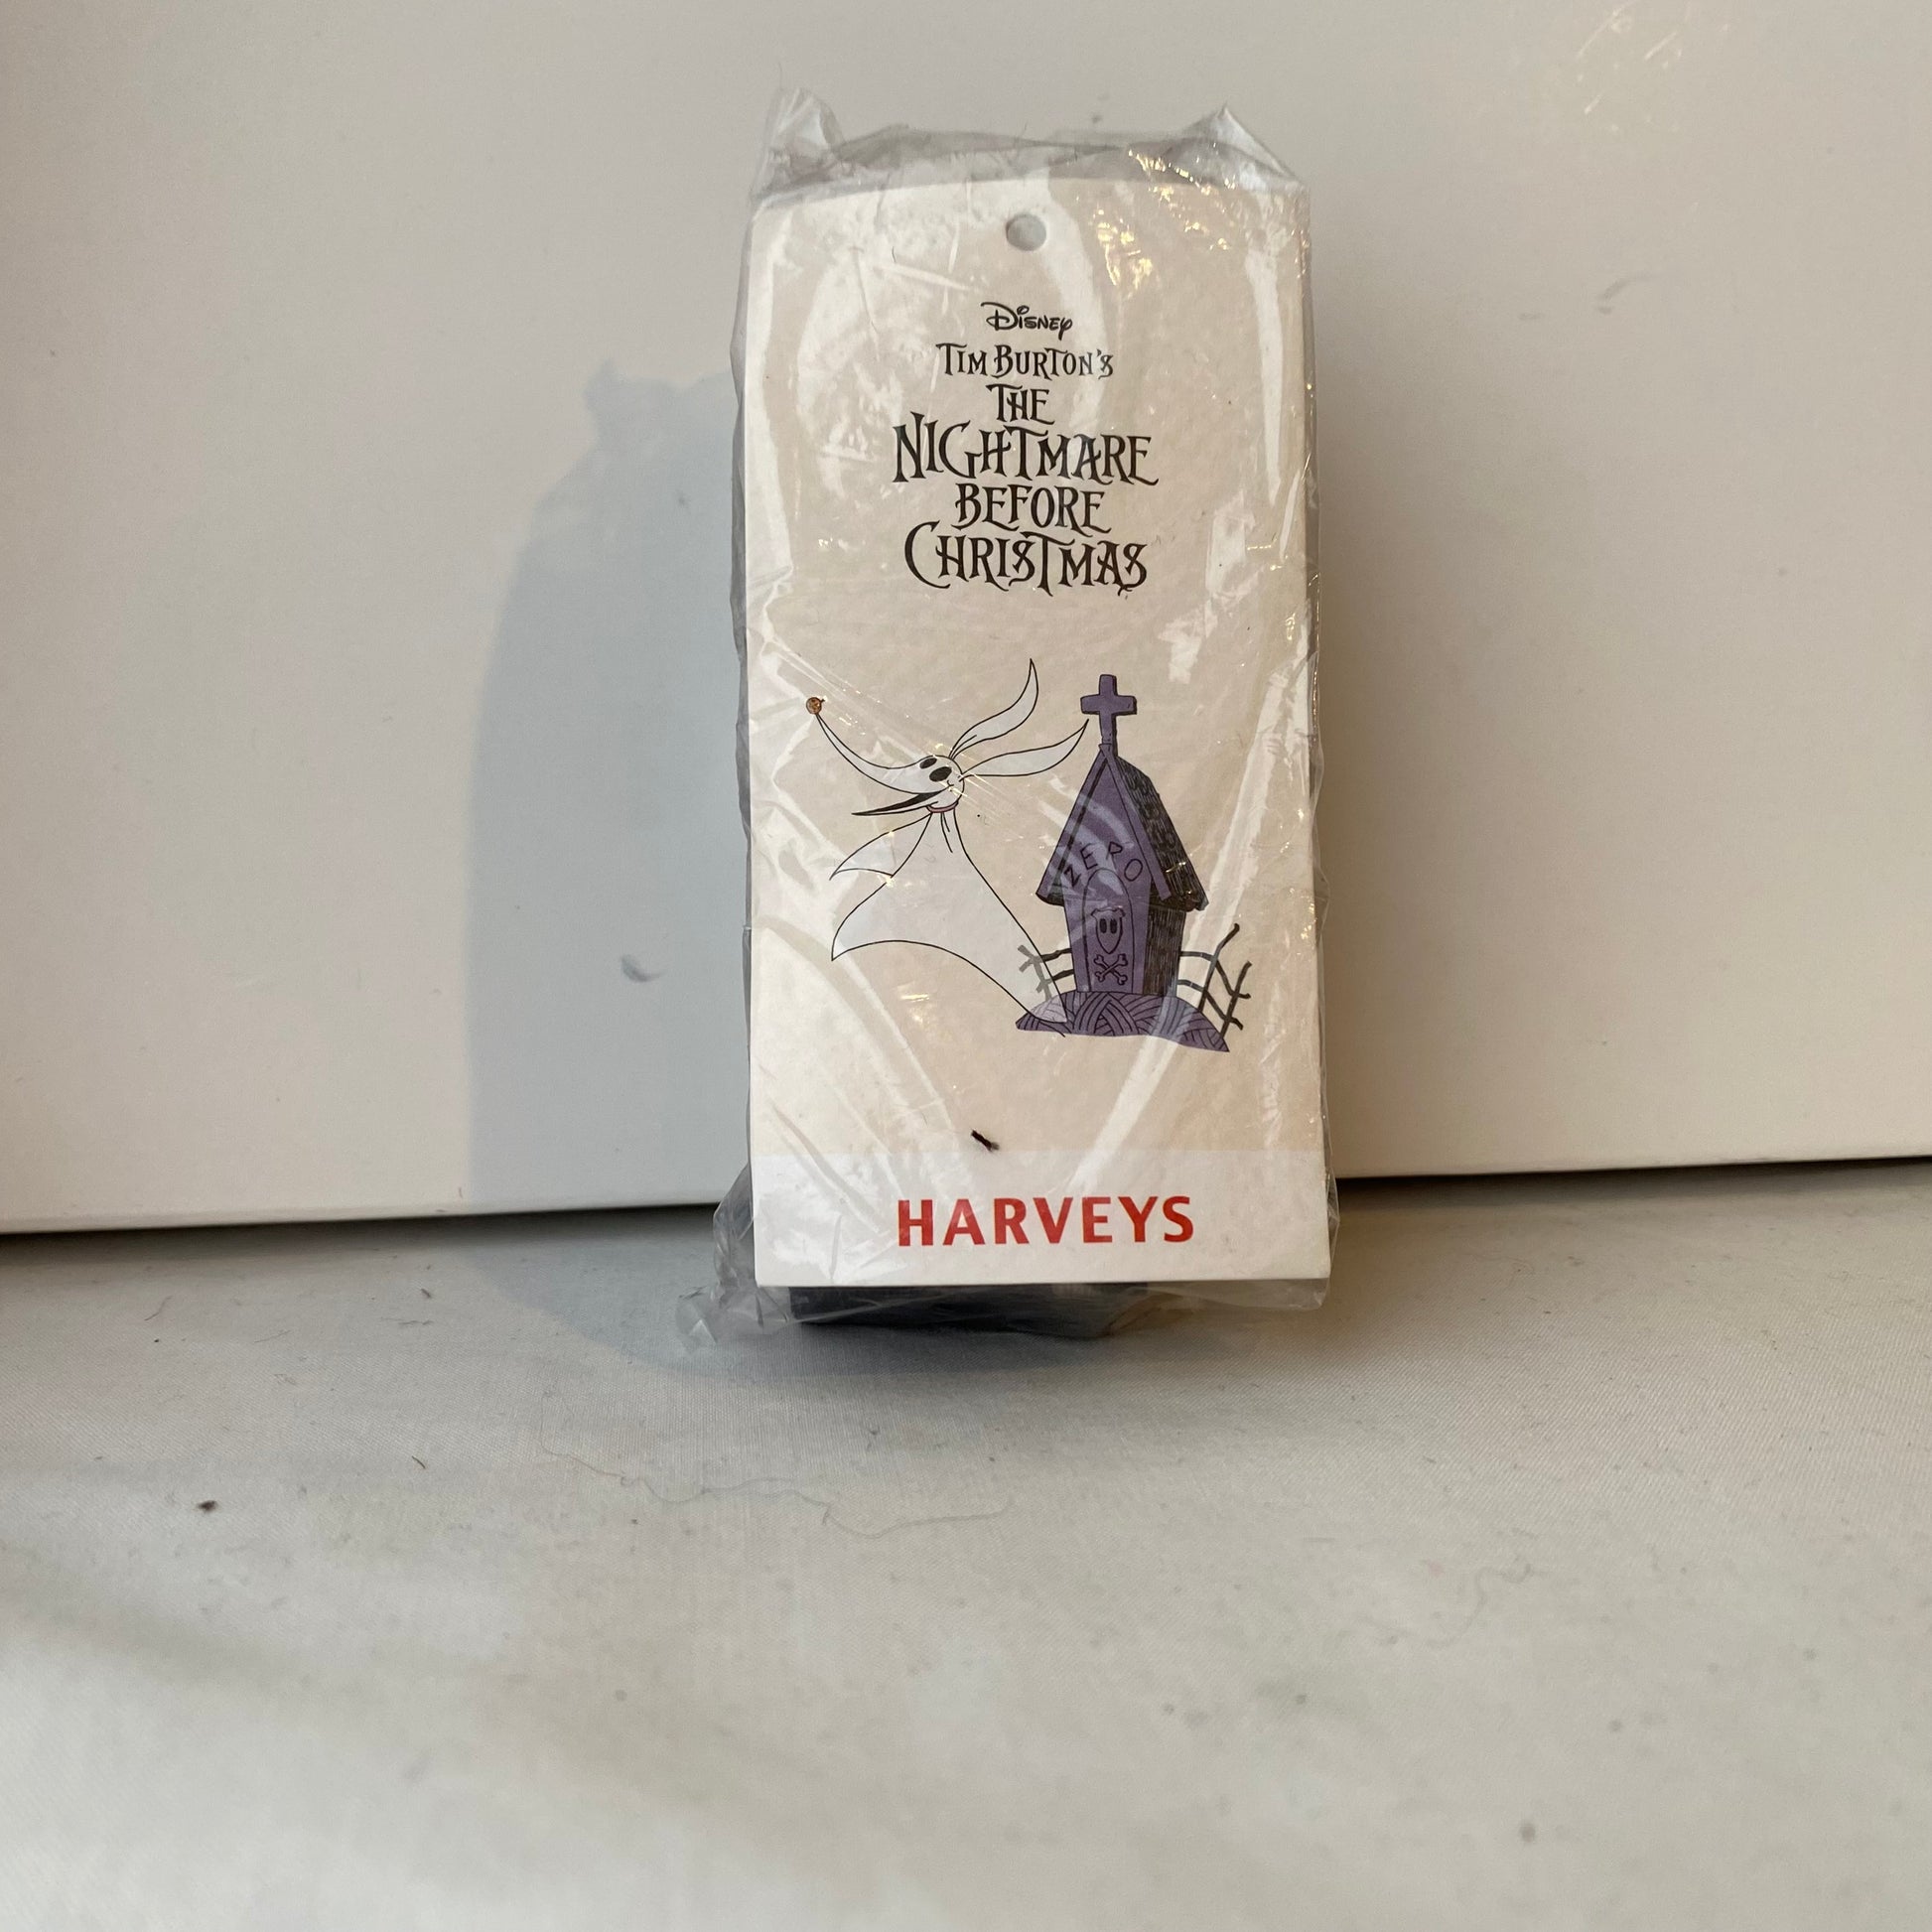 Disney
TIM BURTON'S
THE
NIGHTMARE
BEFORE
CHRISTMAS
ZERO
HARVEYS